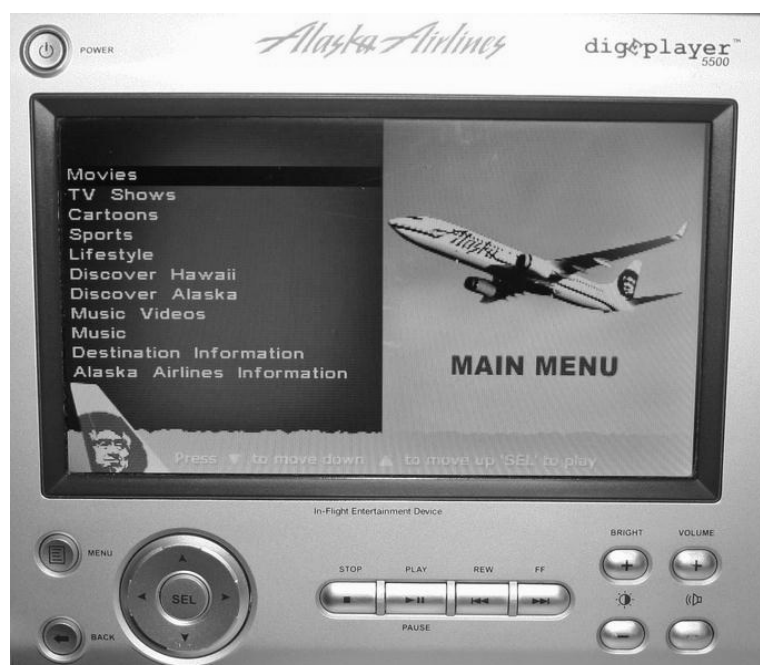 POWER
Alaska Airlines
digeplayer™
5500
Movies
TV Shows
Cartoons
Sports
Lifestyle
Discover Hawaii
Discover Alaska
Music Videos
Music
Destination Information
Alaska Airlines Information
Alaska
MAIN MENU
Press ▼ to move down ▲ to move up 'SEL' to play
In-Flight Entertainment Device
MENU
SEL
BACK
STOP
PLAY
REW
FF
PAUSE
BRIGHT
VOLUME